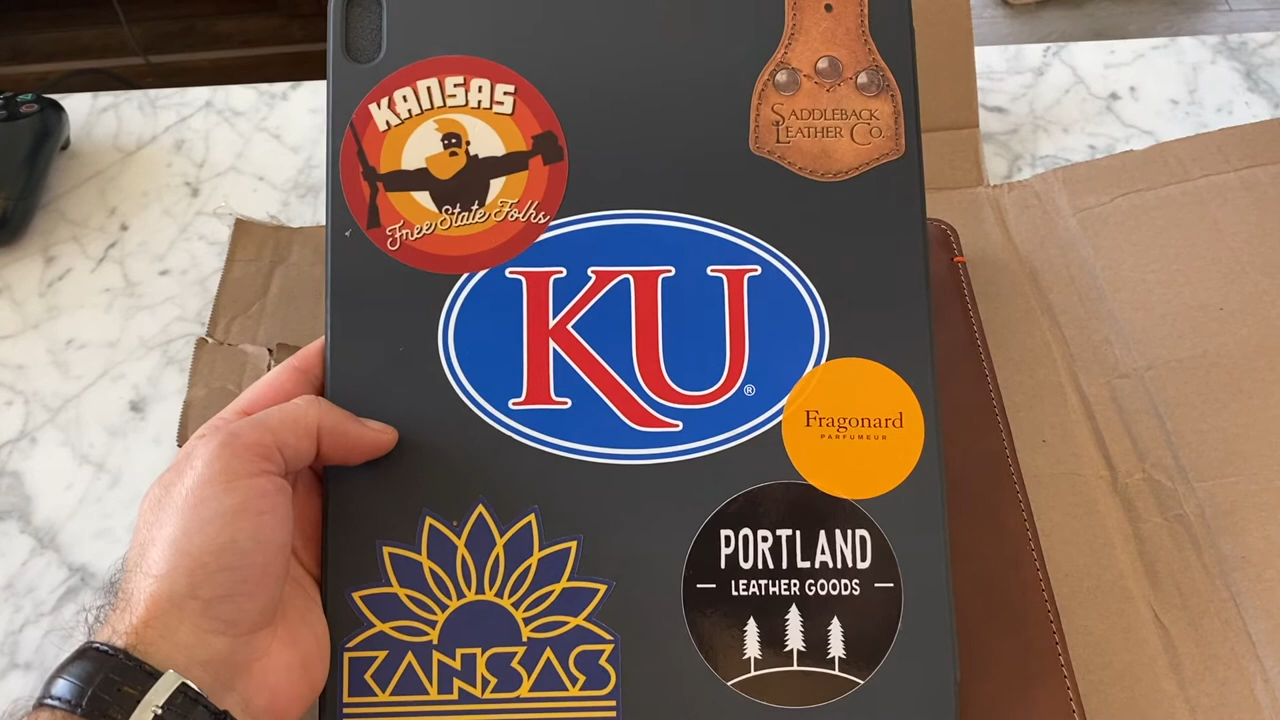 KANSAS
Free State Folks
SADDLEBACK
LEATHER CO.
KU
®
Fragonard
PARFUMEUR
PORTLAND
LEATHER GOODS
KANSAS